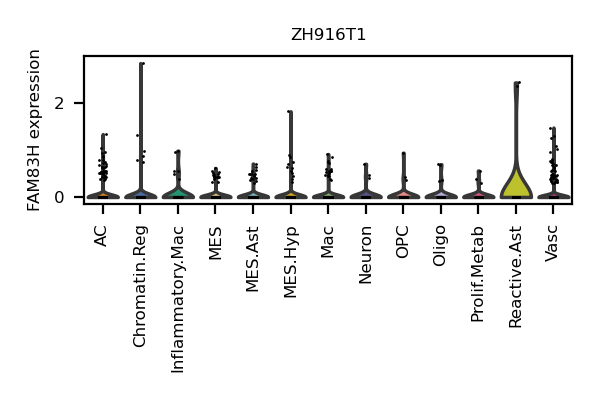 ZH916T1
FAM83H expression
2
0
AC
Chromatin.Reg
Inflammatory.Mac
MES
MES.Ast
MES.Hyp
Mac
Neuron
OPC
Oligo
Prolif.Metab
Reactive.Ast
Vasc